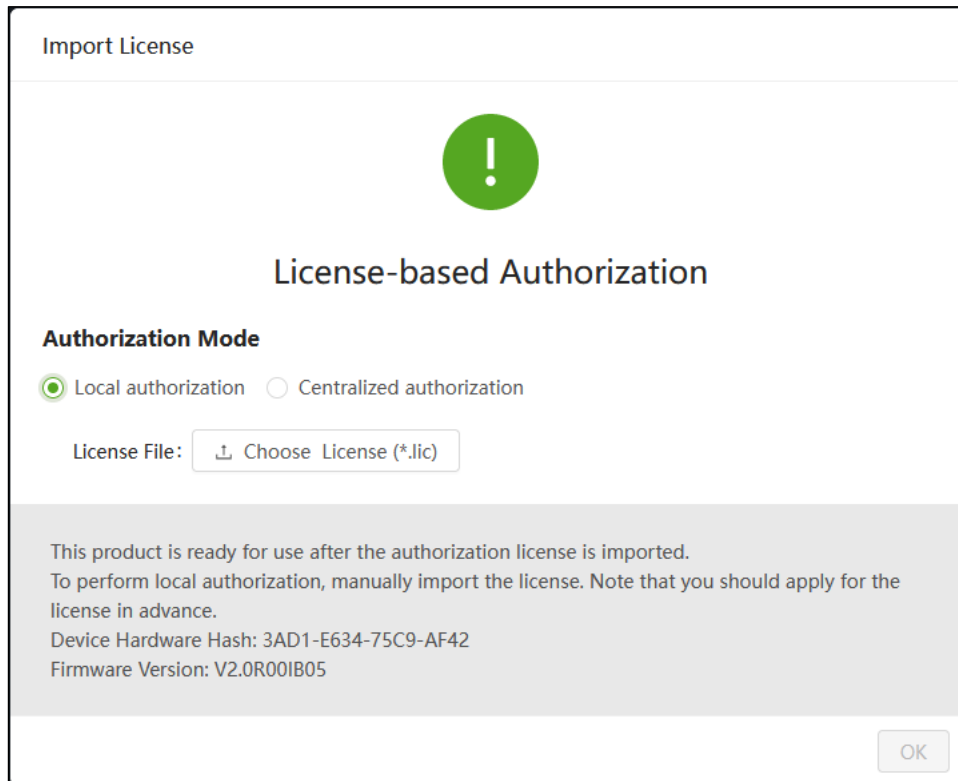 Import License
License-based Authorization
Authorization Mode
Local authorization Centralized authorization
License File: Choose License (*.lic)
This product is ready for use after the authorization license is imported.
To perform local authorization, manually import the license. Note that you should apply for the
license in advance.
Device Hardware Hash: 3AD1-E634-75C9-AF42
Firmware Version: V2.0R00IB05
OK